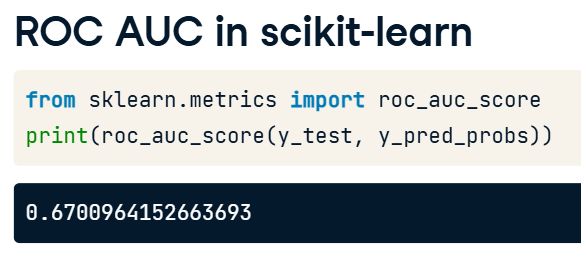 ROC AUC in scikit-learn
from sklearn.metrics import roc_auc_score
print(roc_auc_score(y_test, y_pred_probs))
0.6700964152663693